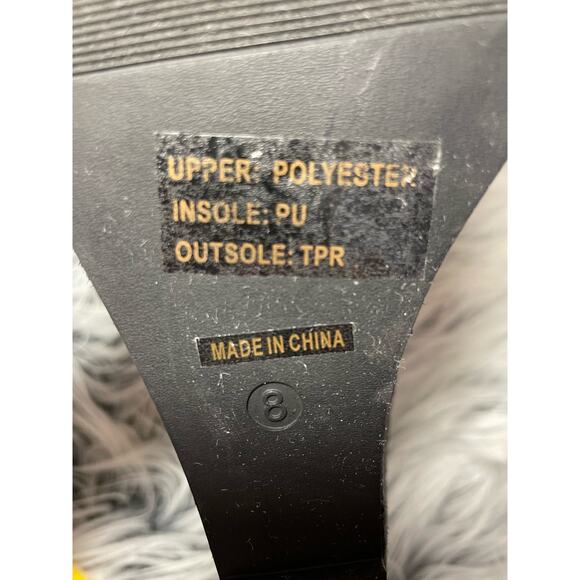 UPPER: POLYESTER
INSOLE: PU
OUTSOLE: TPR
MADE IN CHINA
8